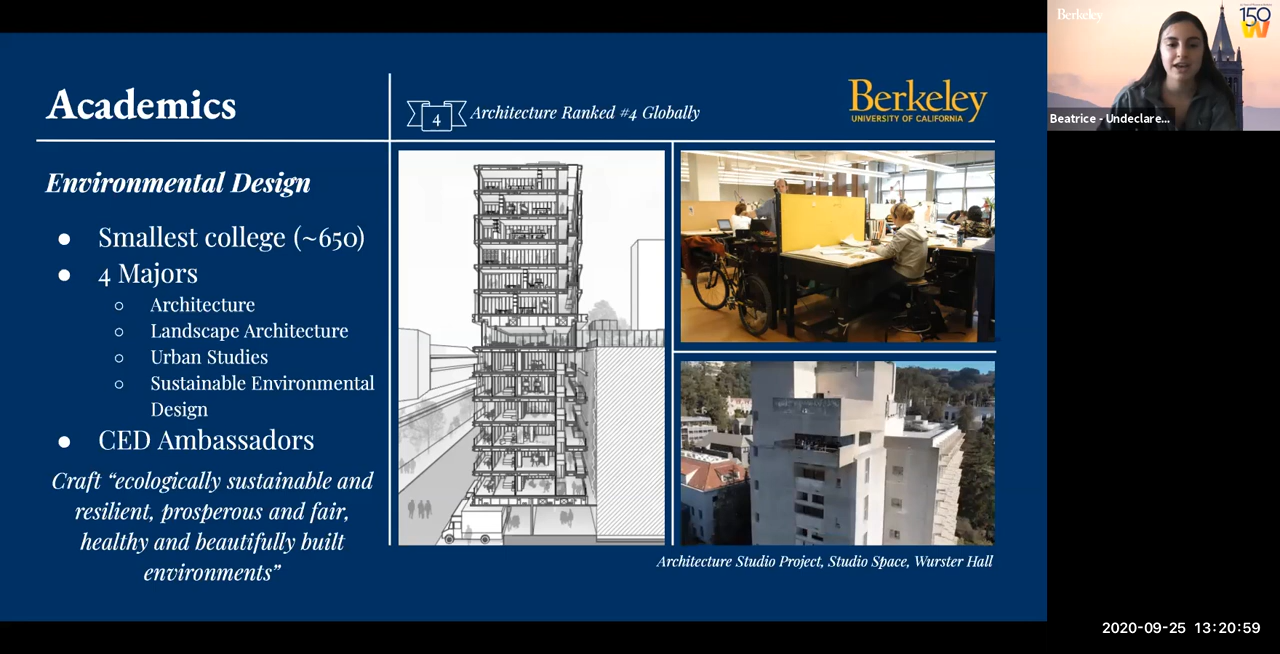 Academics
4
Architecture Ranked #4 Globally
Berkeley
UNIVERSITY OF CALIFORNIA
Environmental Design
● Smallest college (~650)
● 4 Majors
○ Architecture
○ Landscape Architecture
○ Urban Studies
○ Sustainable Environmental
Design
● CED Ambassadors
Craft “ecologically sustainable and
resilient, prosperous and fair,
healthy and beautifully built
environments”
Architecture Studio Project, Studio Space, Wurster Hall
Berkeley
150
W
Beatrice - Undeclare...
2020-09-25 13:20:59